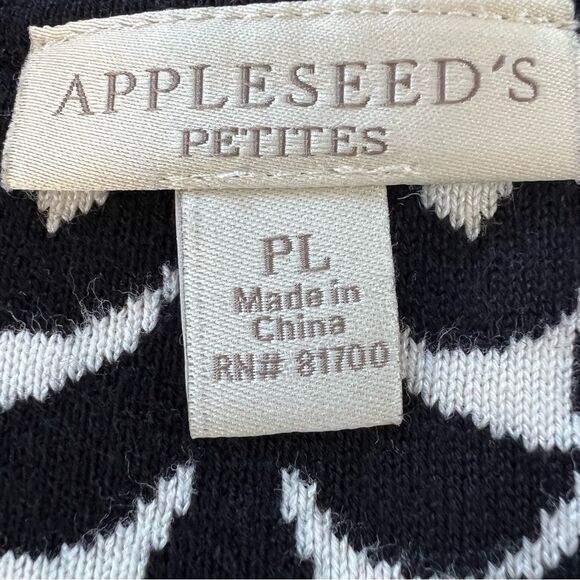 APPLESEED'S
PETITES
PL
Made in
China
RN# 81700